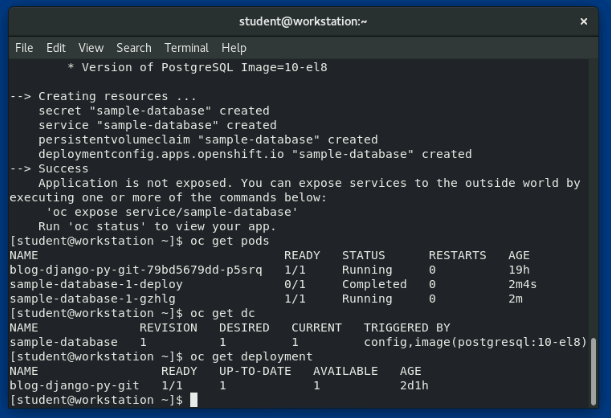 student@workstation:~
File Edit View Search Terminal Help
* Version of PostgreSQL Image=10-el8
--> Creating resources ...
secret "sample-database" created
service "sample-database" created
persistentvolumeclaim "sample-database" created
deploymentconfig.apps.openshift.io "sample-database" created
--> Success
Application is not exposed. You can expose services to the outside world by
executing one or more of the commands below:
'oc expose service/sample-database'
Run 'oc status' to view your app.
[student@workstation ~]$ oc get pods
NAME READY STATUS RESTARTS AGE
blog-django-py-git-79bd5679dd-p5srq 1/1 Running 0 19h
sample-database-1-deploy 0/1 Completed 0 2m4s
sample-database-1-gzhlg 1/1 Running 0 2m
[student@workstation ~]$ oc get dc
NAME REVISION DESIRED CURRENT TRIGGERED BY
sample-database 1 1 1 config,image(postgresql:10-el8)
[student@workstation ~]$ oc get deployment
NAME READY UP-TO-DATE AVAILABLE AGE
blog-django-py-git 1/1 1 1 2d1h
[student@workstation ~]$